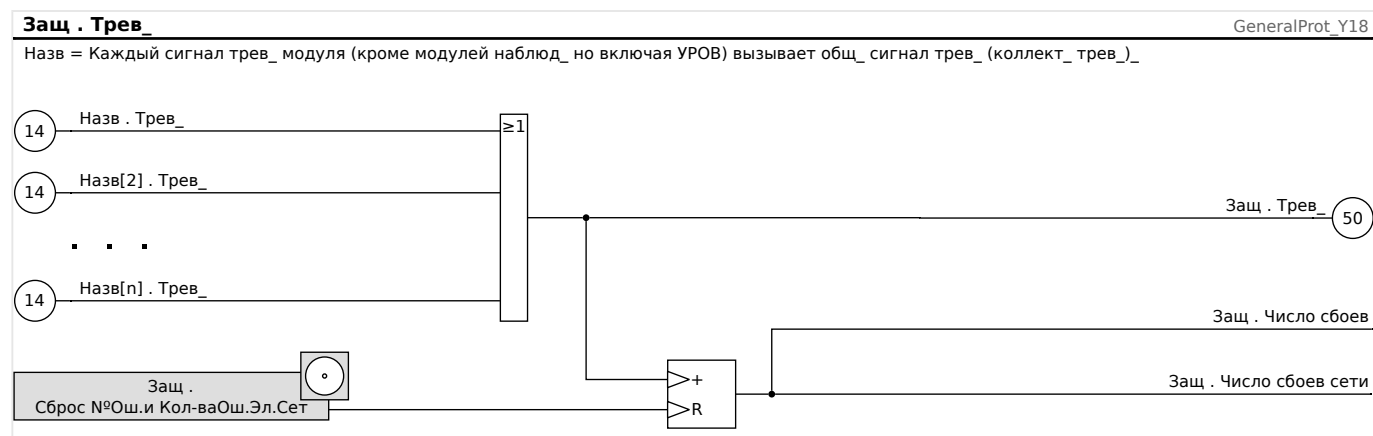 Защ . Трев_
GeneralProt_Y18
Назв = Каждый сигнал трев_ модуля (кроме модулей наблюд_ но включая УРОВ) вызывает общ_ сигнал трев_ (коллект_ трев_)_
14
Назв . Трев_
≥1
14
Назв[2] . Трев_
Защ . Трев_
50
14
Назв[n] . Трев_
Защ . Число сбоев
Защ .
Сброс №Ош.и Кол-ваОш.Эл.Сет
+
R
Защ . Число сбоев сети